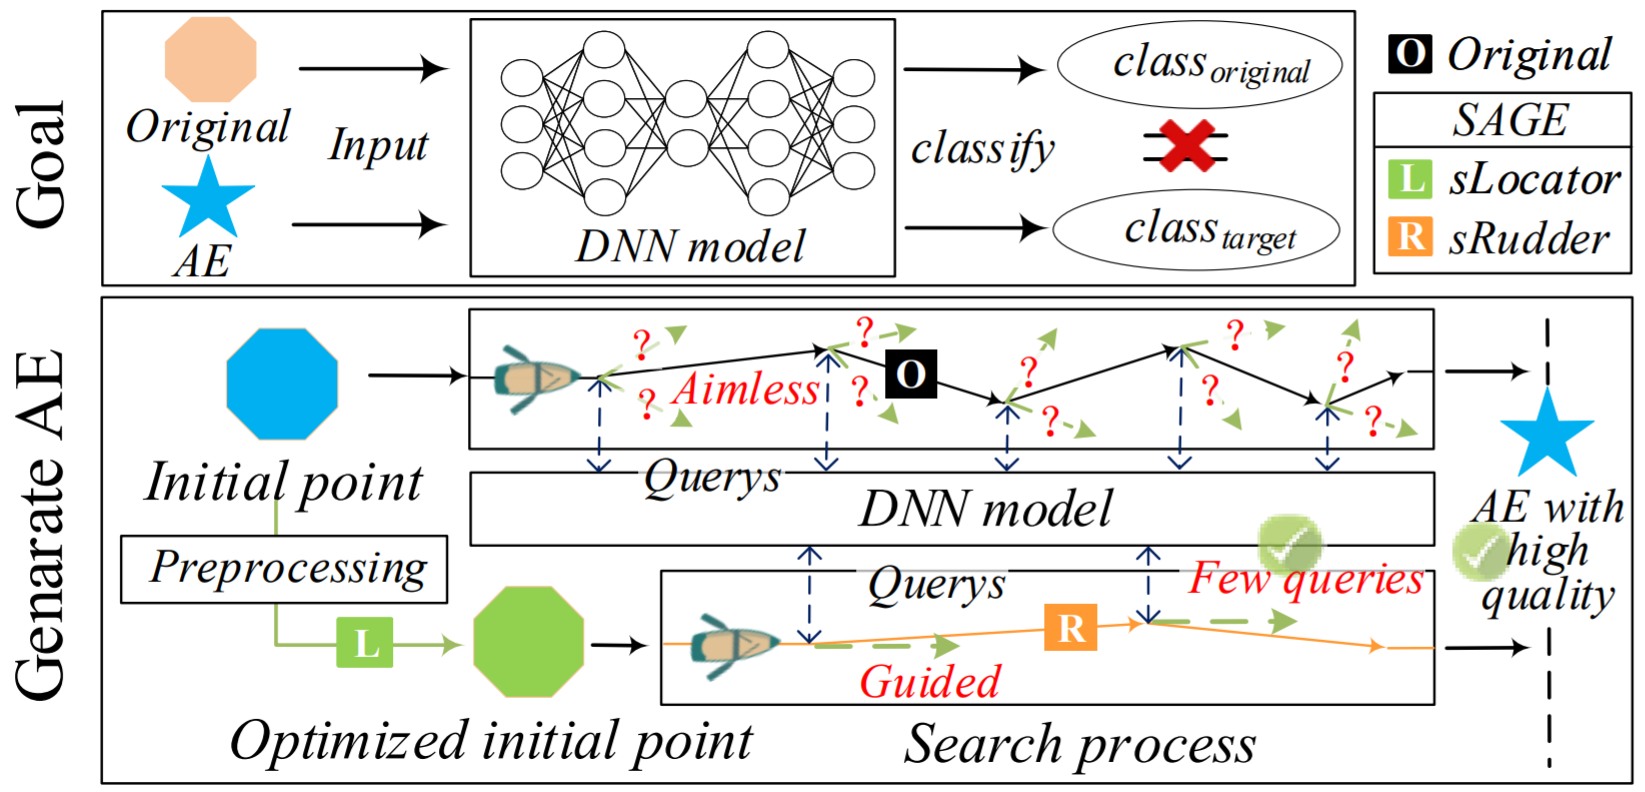 Goal
Original
Input
AE
DNN model
classify
class original
class target
O Original
SAGE
L sLocator
R sRudder
Genarate AE
Initial point
Preprocessing
L
Optimized initial point
? ? ? ? ? ? ? ? ? ?
Aimless
O
Querys
DNN model
Querys
Few queries
R
Guided
Search process
AE with
high
quality